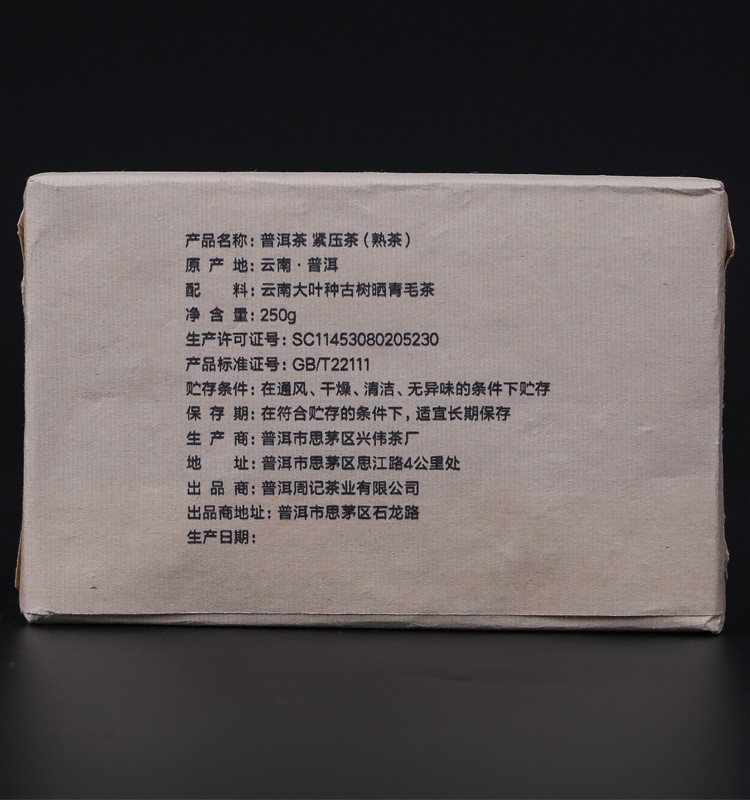 产品名称：普洱茶 紧压茶（熟茶）
原产地：云南·普洱
配料：云南大叶种古树晒青毛茶
净含量：250g
生产许可证号：SC11453080205230
产品标准证号：GB/T22111
贮存条件：在通风、干燥、清洁、无异味的条件下贮存
保存期：在符合贮存的条件下，适宜长期保存
生产商：普洱市思茅区兴伟茶厂
地址：普洱市思茅区思江路4公里处
出品商：普洱周记茶业有限公司
出品商地址：普洱市思茅区石龙路
生产日期：